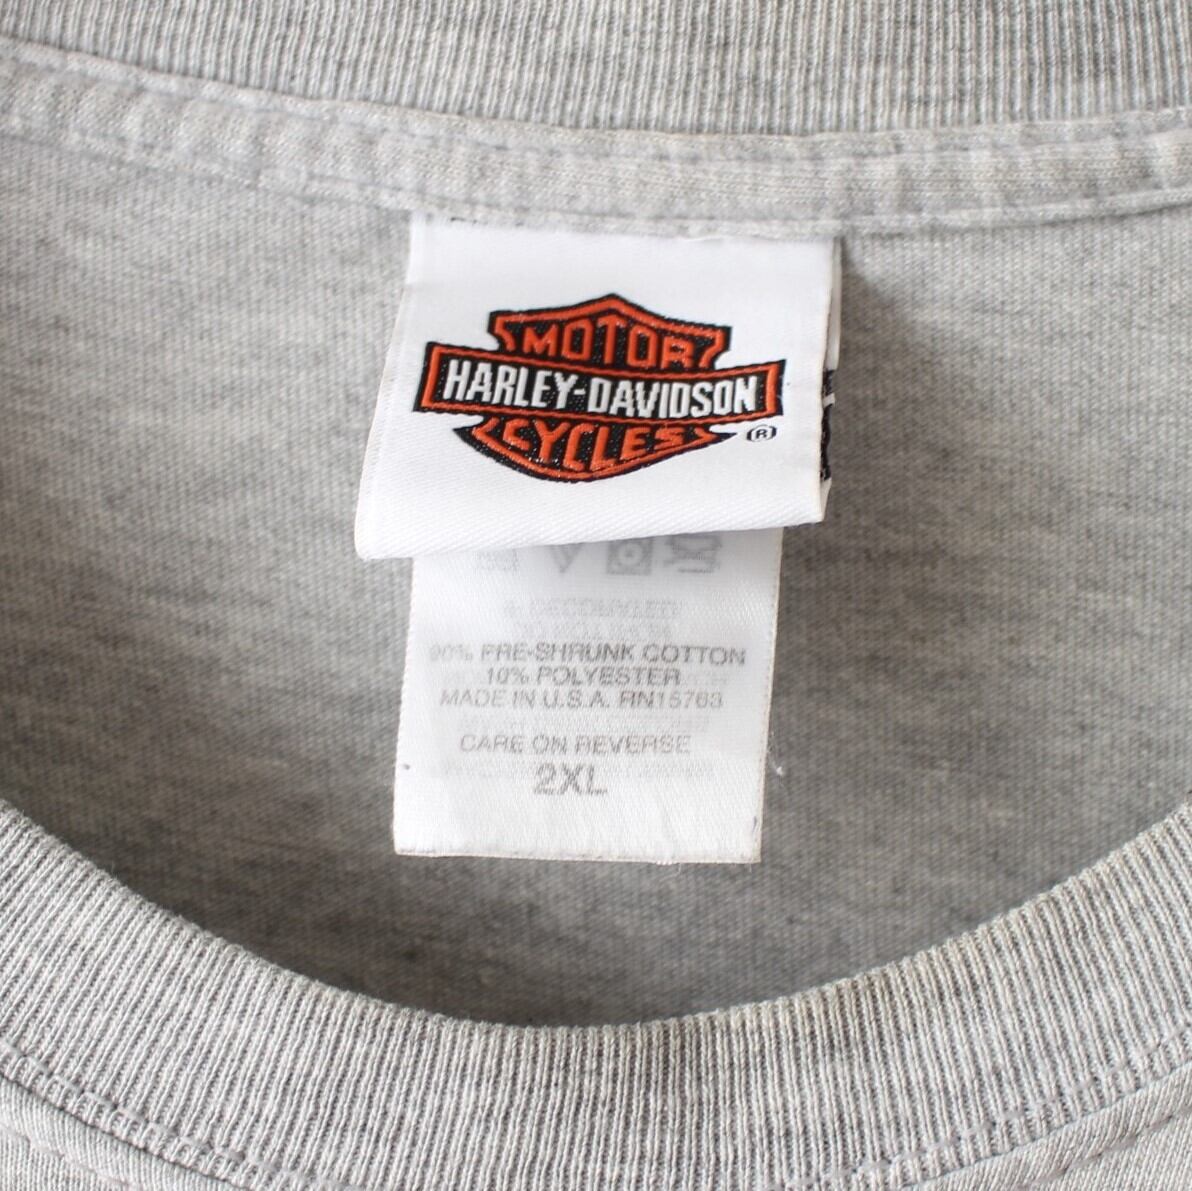 MOTOR
HARLEY-DAVIDSON
CYCLES ®
90% PRE-SHRUNK COTTON
10% POLYESTER
MADE IN U.S.A. RN15763
CARE ON REVERSE
2XL